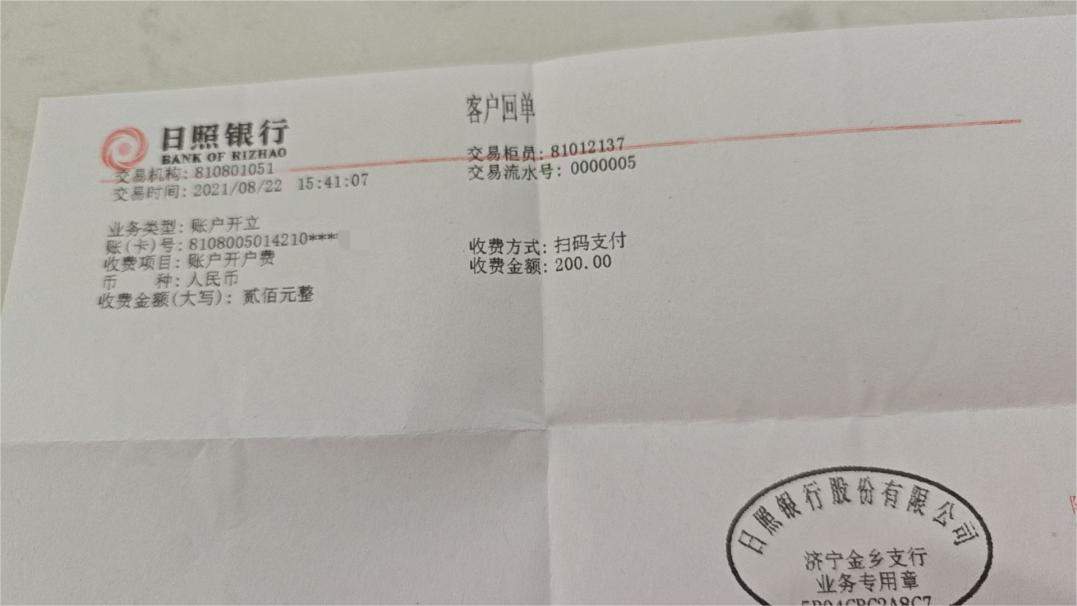 客户回单
日照银行
BANK OF RIZHAO
交易机构: 810801051
交易柜员: 81012137
交易时间: 2021/08/22 15:41:07
交易流水号: 0000005
业务类型: 账户开立
账(卡)号: 8108005014210***
收费方式: 扫码支付
收费项目: 账户开户费
收费金额: 200.00
币 种: 人民币
收费金额(大写): 贰佰元整
日照银行股份有限公司
济宁金乡支行
业务专用章